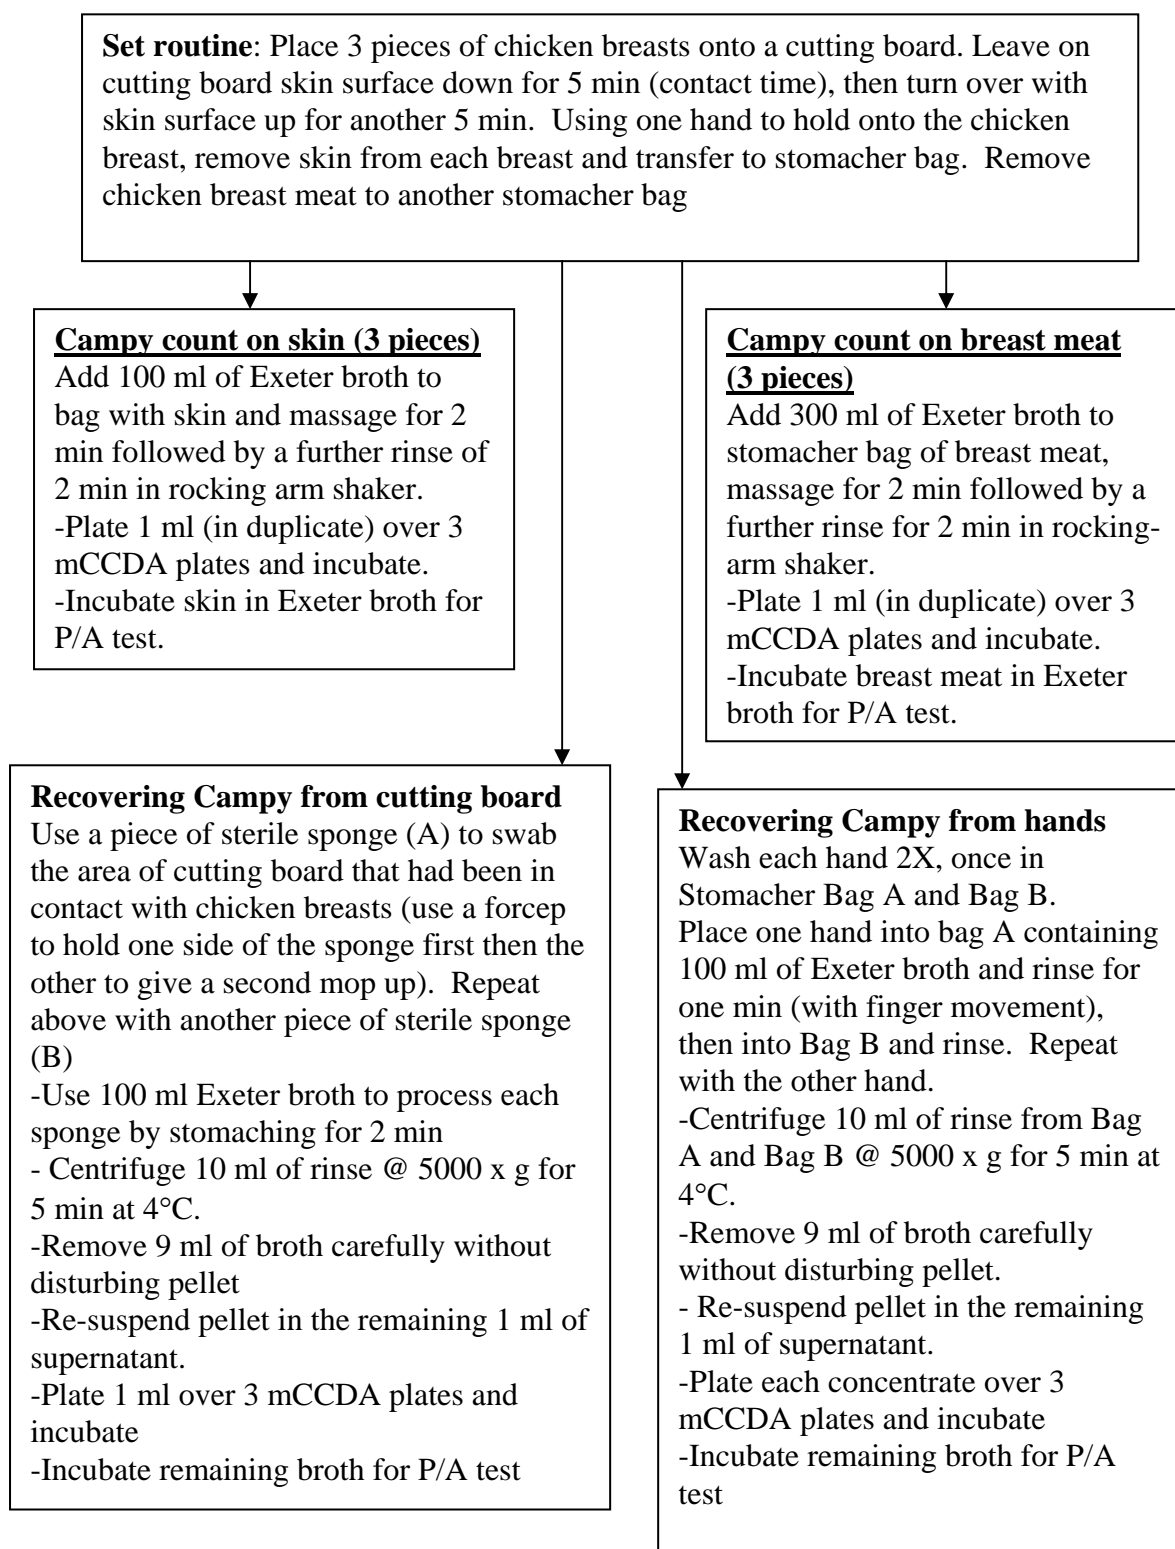 Set routine: Place 3 pieces of chicken breasts onto a cutting board. Leave on
cutting board skin surface down for 5 min (contact time), then turn over with
skin surface up for another 5 min. Using one hand to hold onto the chicken
breast, remove skin from each breast and transfer to stomacher bag. Remove
chicken breast meat to another stomacher bag
Campy count on skin (3 pieces)
Add 100 ml of Exeter broth to
bag with skin and massage for 2
min followed by a further rinse of
2 min in rocking arm shaker.
-Plate 1 ml (in duplicate) over 3
mCCDA plates and incubate.
-Incubate skin in Exeter broth for
P/A test.
Campy count on breast meat
(3 pieces)
Add 300 ml of Exeter broth to
stomacher bag of breast meat,
massage for 2 min followed by a
further rinse for 2 min in rocking-
arm shaker.
-Plate 1 ml (in duplicate) over 3
mCCDA plates and incubate.
-Incubate breast meat in Exeter
broth for P/A test.
Recovering Campy from cutting board
Use a piece of sterile sponge (A) to swab
the area of cutting board that had been in
contact with chicken breasts (use a forcep
to hold one side of the sponge first then the
other to give a second mop up). Repeat
above with another piece of sterile sponge
(B)
-Use 100 ml Exeter broth to process each
sponge by stomaching for 2 min
- Centrifuge 10 ml of rinse @ 5000 x g for
5 min at 4°C.
-Remove 9 ml of broth carefully without
disturbing pellet
-Re-suspend pellet in the remaining 1 ml of
supernatant.
-Plate 1 ml over 3 mCCDA plates and
incubate
-Incubate remaining broth for P/A test
Recovering Campy from hands
Wash each hand 2X, once in
Stomacher Bag A and Bag B.
Place one hand into bag A containing
100 ml of Exeter broth and rinse for
one min (with finger movement),
then into Bag B and rinse. Repeat
with the other hand.
-Centrifuge 10 ml of rinse from Bag
A and Bag B @ 5000 x g for 5 min at
4°C.
-Remove 9 ml of broth carefully
without disturbing pellet.
- Re-suspend pellet in the remaining
1 ml of supernatant.
-Plate each concentrate over 3
mCCDA plates and incubate
-Incubate remaining broth for P/A
test